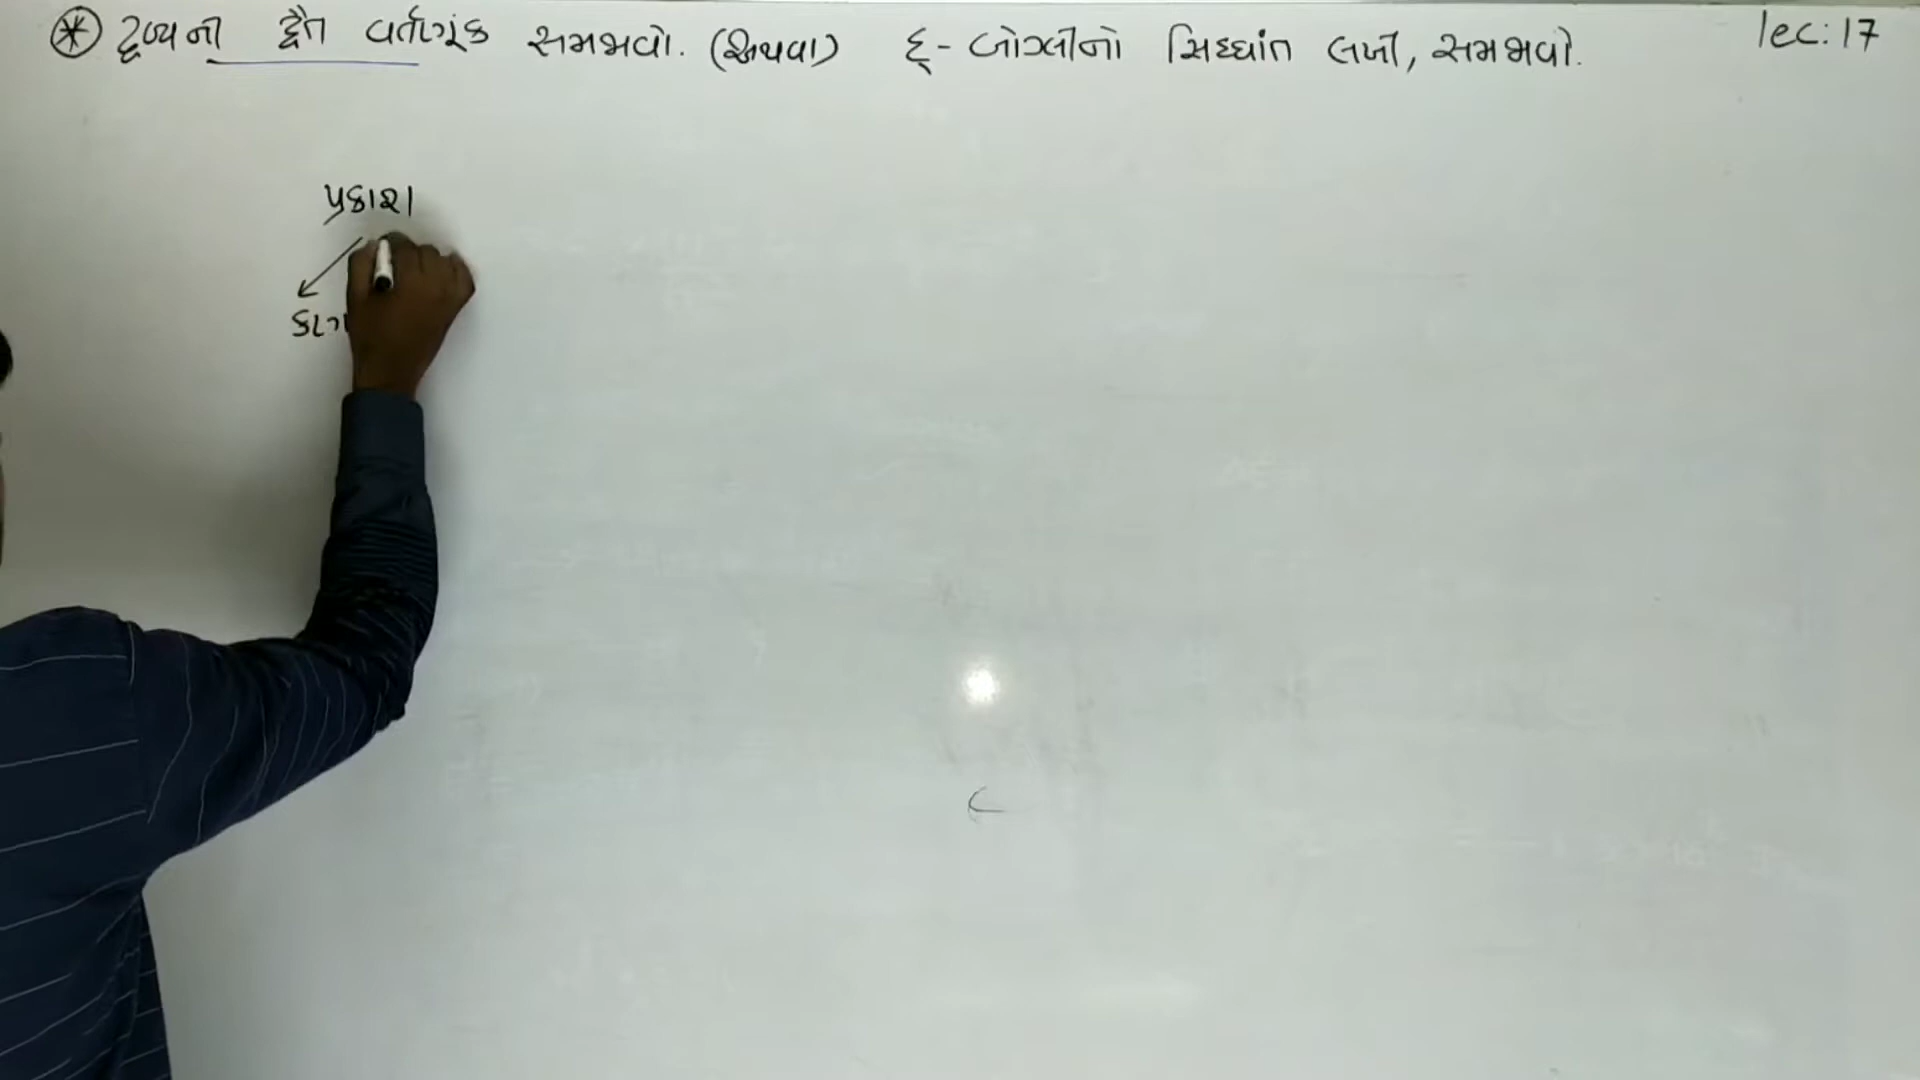 દ્રવ્યની દ્વૈત વર્તણૂંક સમજાવો. (અથવા) દ્ - બ્રોગ્લીનો સિધ્ધાંત લખી, સમજાવો.
lec: 17
પ્રકાશ